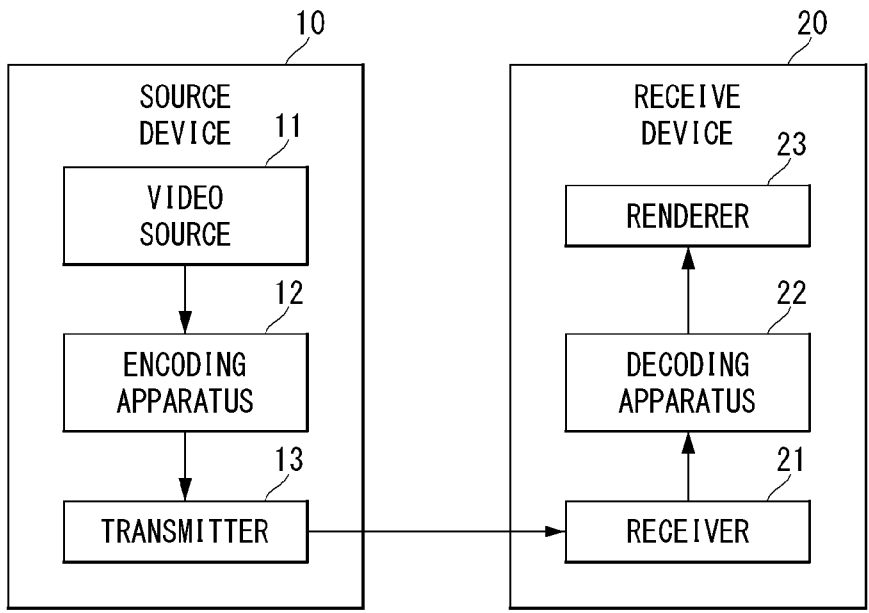 10
SOURCE
DEVICE
11
VIDEO
SOURCE
12
ENCODING
APPARATUS
13
TRANSMITTER
20
RECEIVE
DEVICE
23
RENDERER
22
DECODING
APPARATUS
21
RECEIVER